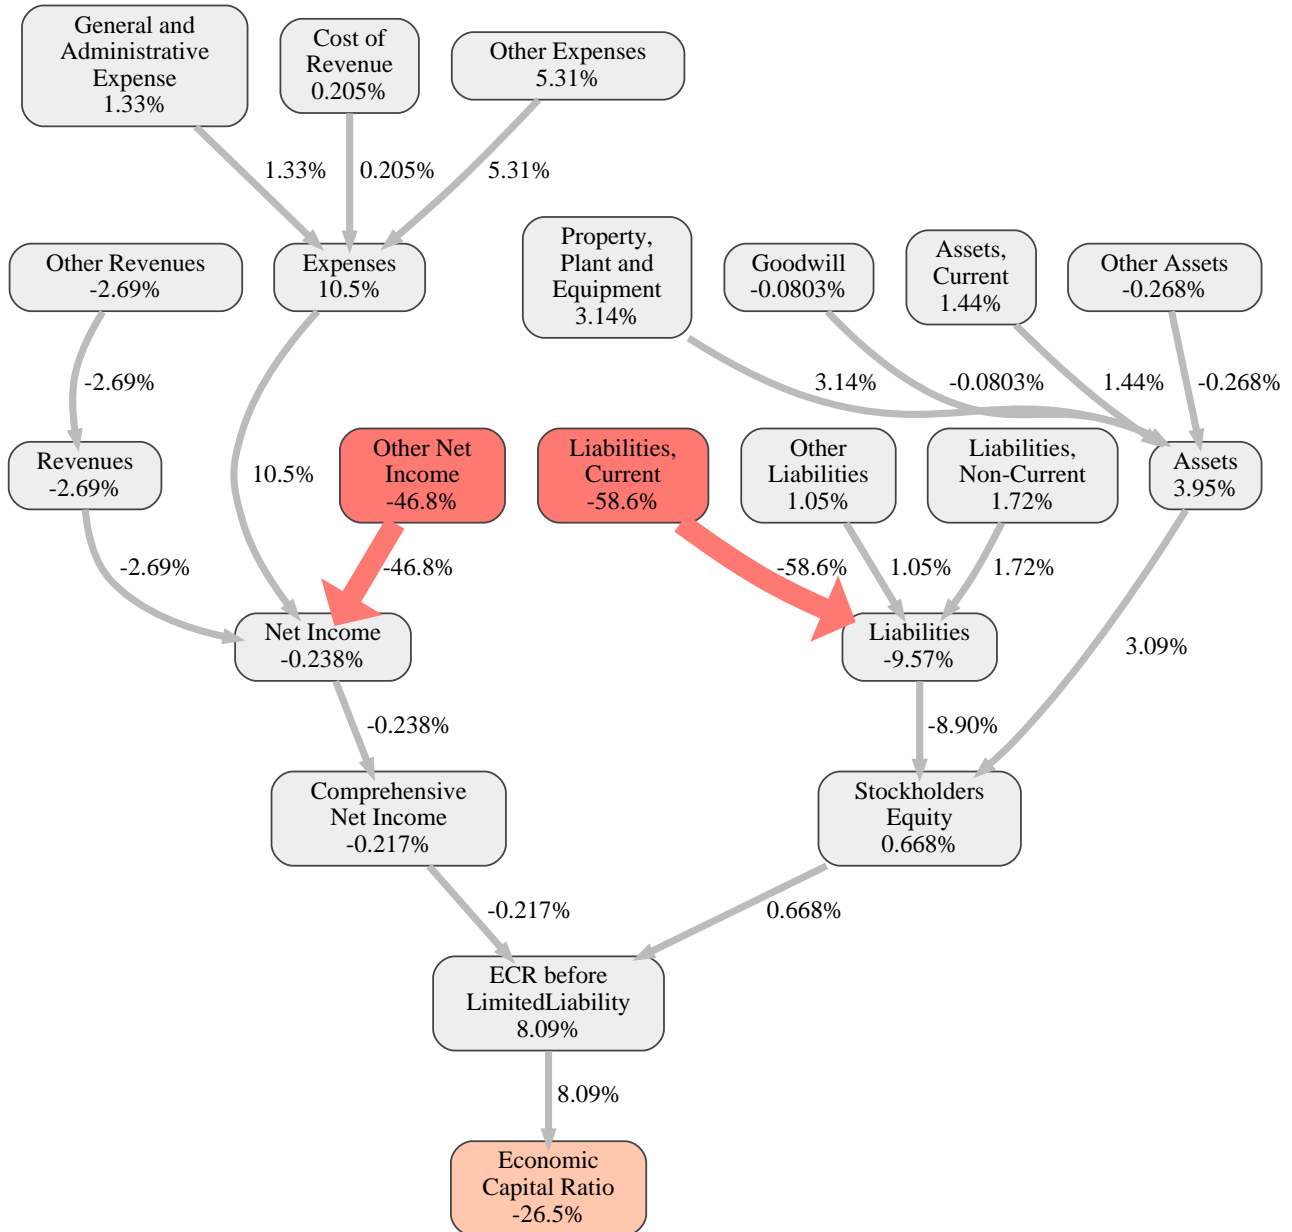 General and
Administrative
Expense
1.33%
Cost of
Revenue
0.205%
Other Expenses
5.31%
1.33%
0.205%
5.31%
Other Revenues
-2.69%
Expenses
10.5%
Property,
Plant and
Equipment
3.14%
Goodwill
-0.0803%
Assets,
Current
1.44%
Other Assets
-0.268%
-2.69%
3.14%
-0.0803%
1.44%
-0.268%
Revenues
-2.69%
10.5%
Other Net
Income
-46.8%
Liabilities,
Current
-58.6%
Other
Liabilities
1.05%
Liabilities,
Non-Current
1.72%
Assets
3.95%
-2.69%
-46.8%
-58.6%
1.05%
1.72%
Net Income
-0.238%
Liabilities
-9.57%
3.09%
-0.238%
-8.90%
Comprehensive
Net Income
-0.217%
Stockholders
Equity
0.668%
-0.217%
0.668%
ECR before
LimitedLiability
8.09%
8.09%
Economic
Capital Ratio
-26.5%